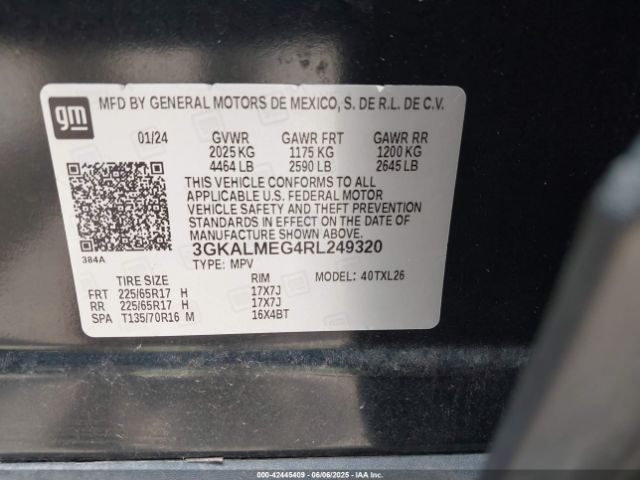 gm
MFD BY GENERAL MOTORS DE MEXICO, S. DE R.L. DE C.V.
01/24 GVWR GAWR FRT GAWR RR
2025 KG 1175 KG 1200 KG
4464 LB 2590 LB 2645 LB
THIS VEHICLE CONFORMS TO ALL
APPLICABLE U.S. FEDERAL MOTOR
VEHICLE SAFETY AND THEFT PREVENTION
STANDARDS IN EFFECT ON THE DATE OF
MANUFACTURE SHOWN ABOVE.
384A
3GKALMEG4RL249320
TYPE: MPV
TIRE SIZE RIM MODEL: 40TXL26
FRT 225/65R17 H 17X7J
RR 225/65R17 H 17X7J
SPA T135/70R16 M 16X4BT
000-42445409 - 06/06/2025 - IAAI.COM